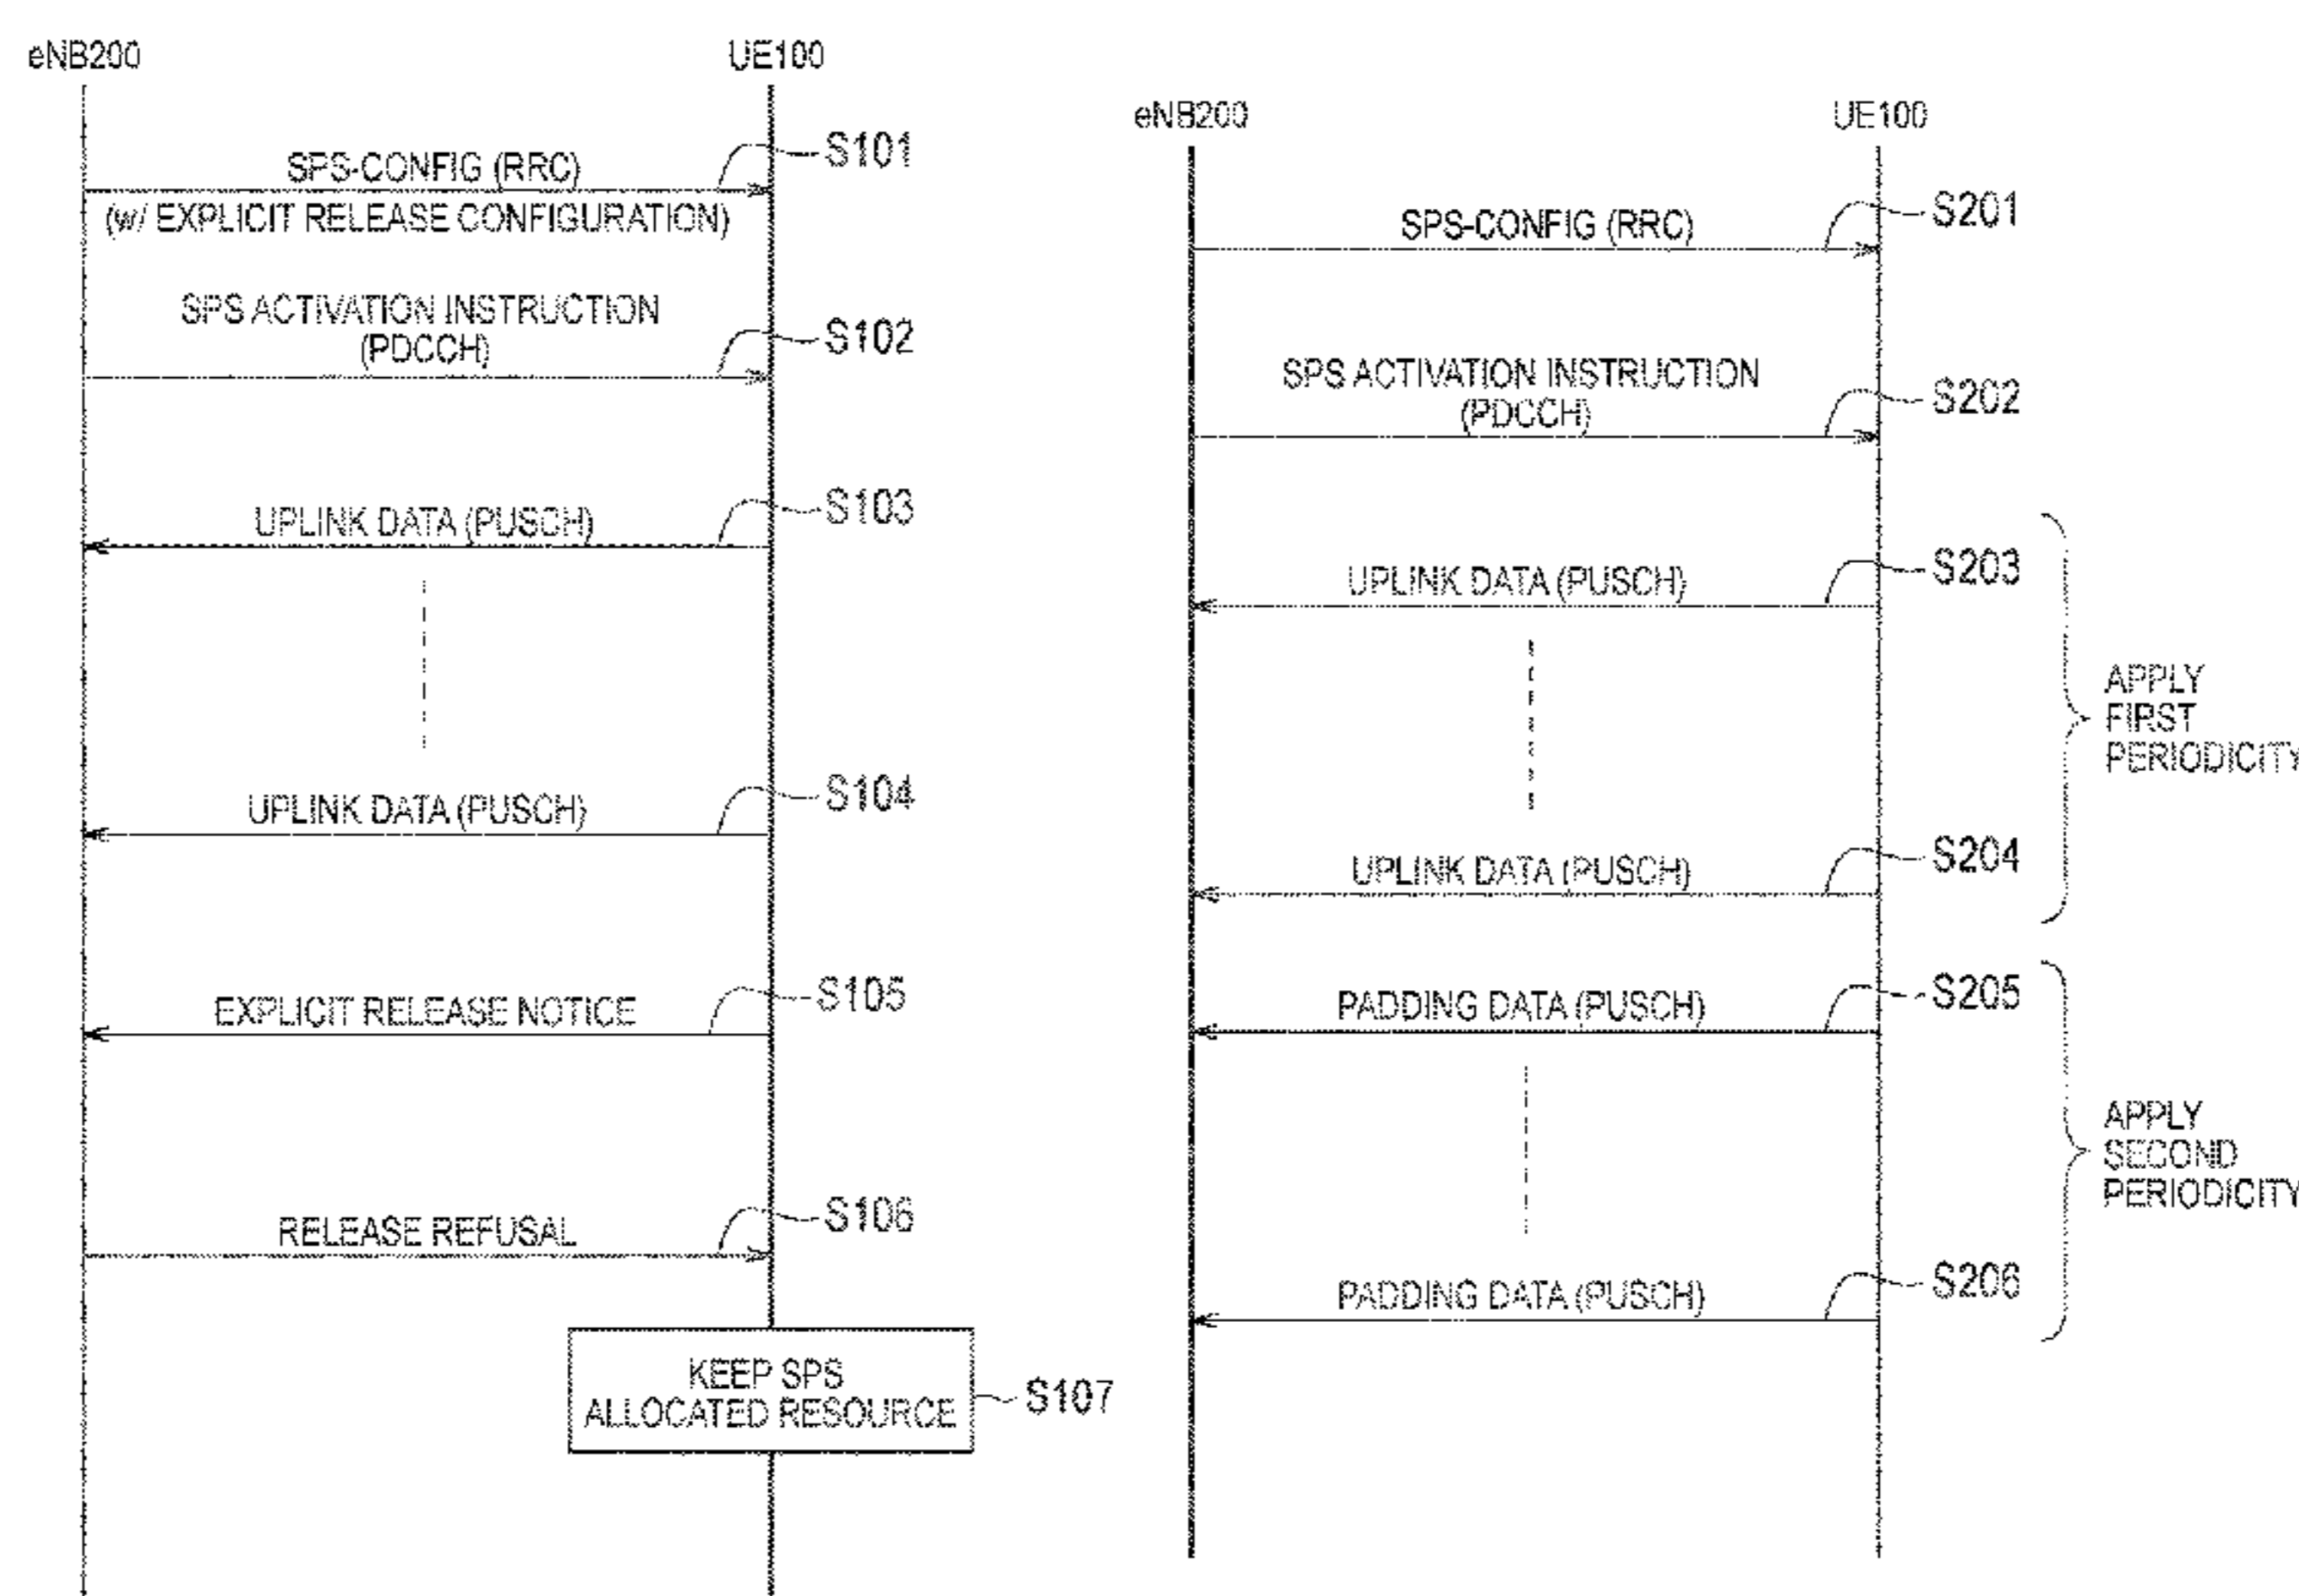 eNB200
UE100
SPS-CONFIG (RRC)
S101
(w/ EXPLICIT RELEASE CONFIGURATION)
SPS ACTIVATION INSTRUCTION
(PDCCH)
S102
UPLINK DATA (PUSCH)
S103
UPLINK DATA (PUSCH)
S104
EXPLICIT RELEASE NOTICE
S105
RELEASE REFUSAL
S106
KEEP SPS
ALLOCATED RESOURCE
S107
eNB200
UE100
SPS-CONFIG (RRC)
S201
SPS ACTIVATION INSTRUCTION
(PDCCH)
S202
UPLINK DATA (PUSCH)
S203
APPLY
FIRST
PERIODICITY
UPLINK DATA (PUSCH)
S204
PADDING DATA (PUSCH)
S205
APPLY
SECOND
PERIODICITY
PADDING DATA (PUSCH)
S206